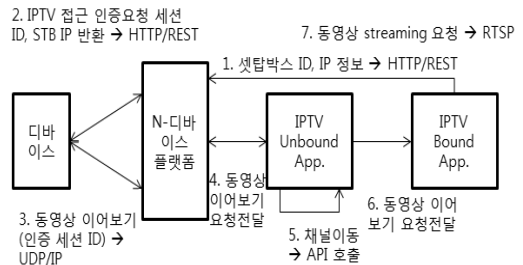 2. IPTV 접근 인증요청 세션
ID, STB IP 반환 → HTTP/REST
7. 동영상 streaming 요청 → RTSP
1. 셋탑박스 ID, IP 정보 → HTTP/REST
디바
이스
N-디바
이스
플랫폼
IPTV
Unbound
App.
IPTV
Bound
App.
4. 동영상
이어보기
요청전달
3. 동영상 이어보기
(인증 세션 ID) →
UDP/IP
5. 채널이동
→ API 호출
6. 동영상 이어
보기 요청전달